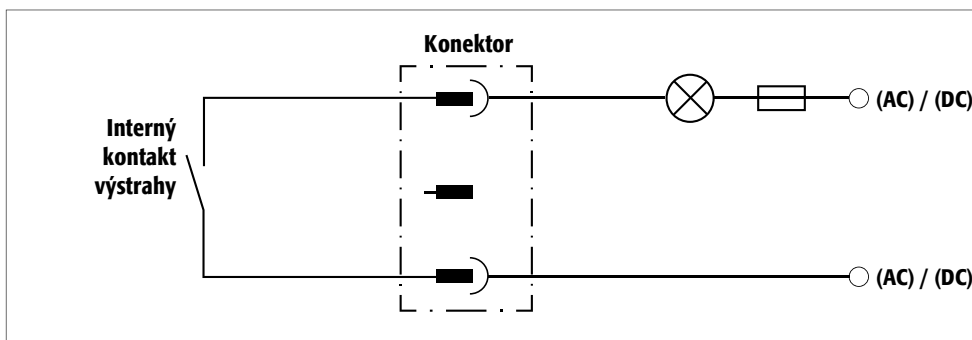 Konektor
(AC) / (DC)
Interný
kontakt
výstrahy
(AC) / (DC)